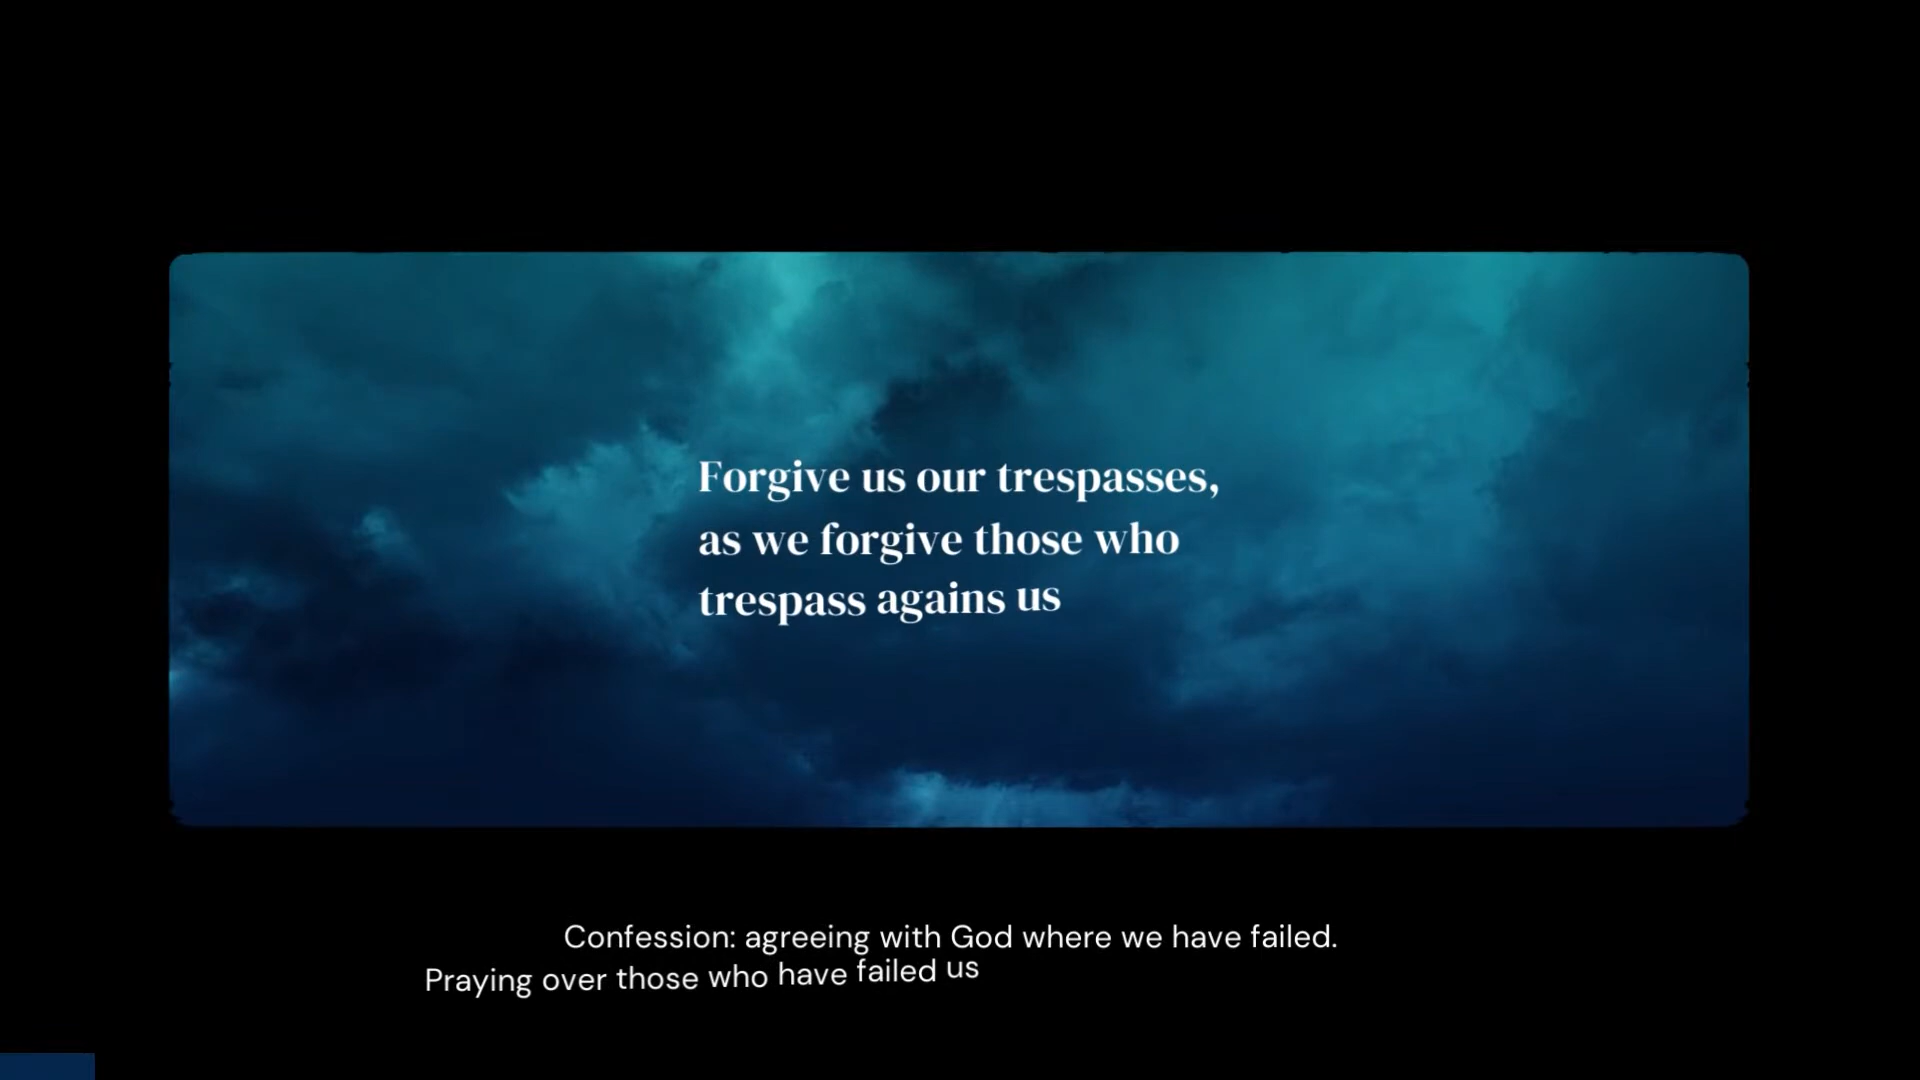 Forgive us our trespasses,
as we forgive those who
trespass agains us
Confession: agreeing with God where we have failed.
Praying over those who have failed us